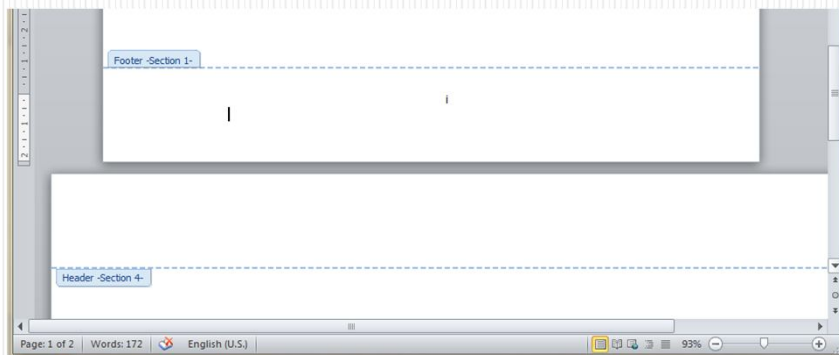 Footer -Section 1-
i
Header -Section 4-
Page: 1 of 2 Words: 172 English (U.S.) 93%